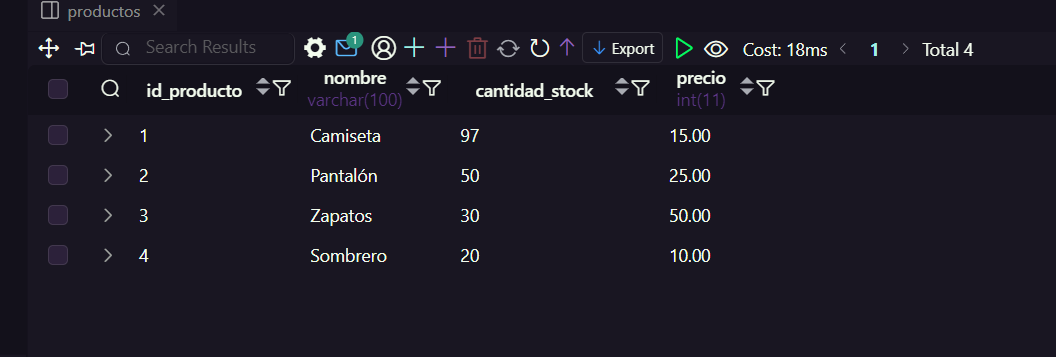 productos
Search Results 1 Export Cost: 18ms 1 Total 4
id_producto nombre varchar(100) cantidad_stock precio int(11)
1 Camiseta 97 15.00
2 Pantalón 50 25.00
3 Zapatos 30 50.00
4 Sombrero 20 10.00